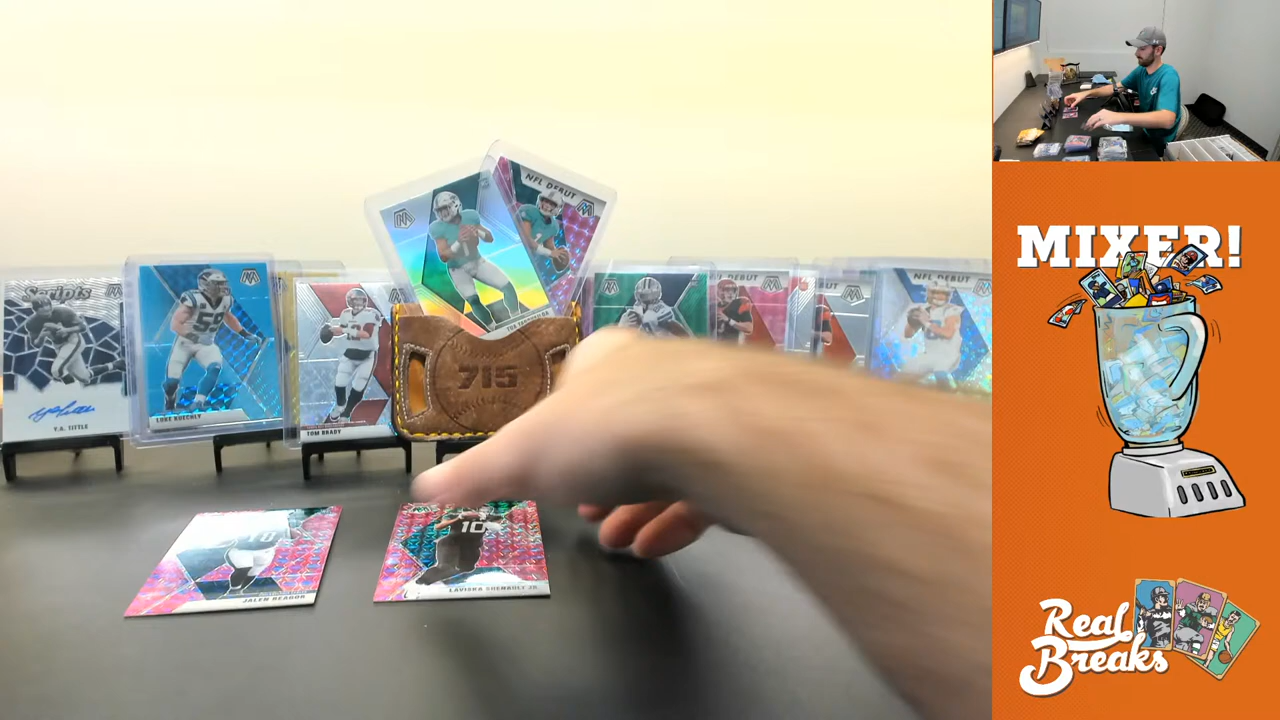 NFL DEBUT
Scripts
Y.A. TITTLE
LUKE KUECHLY
TOM BRADY
715
NFL DEBUT
NFL DEBUT
JALEN REAGOR
10
LAVISKA SHENAULT JR.
MIXER!
Real
Breaks